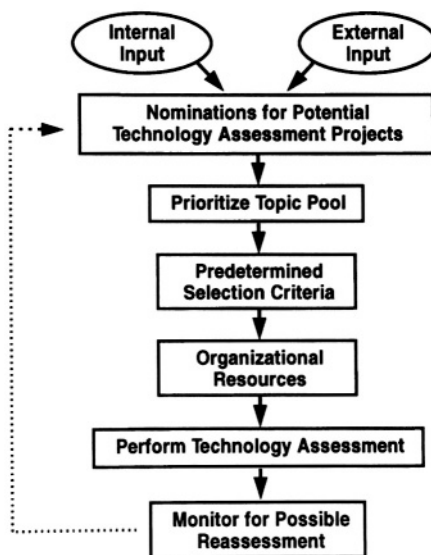 Internal
Input
External
Input
Nominations for Potential
Technology Assessment Projects
Prioritize Topic Pool
Predetermined
Selection Criteria
Organizational
Resources
Perform Technology Assessment
Monitor for Possible
Reassessment